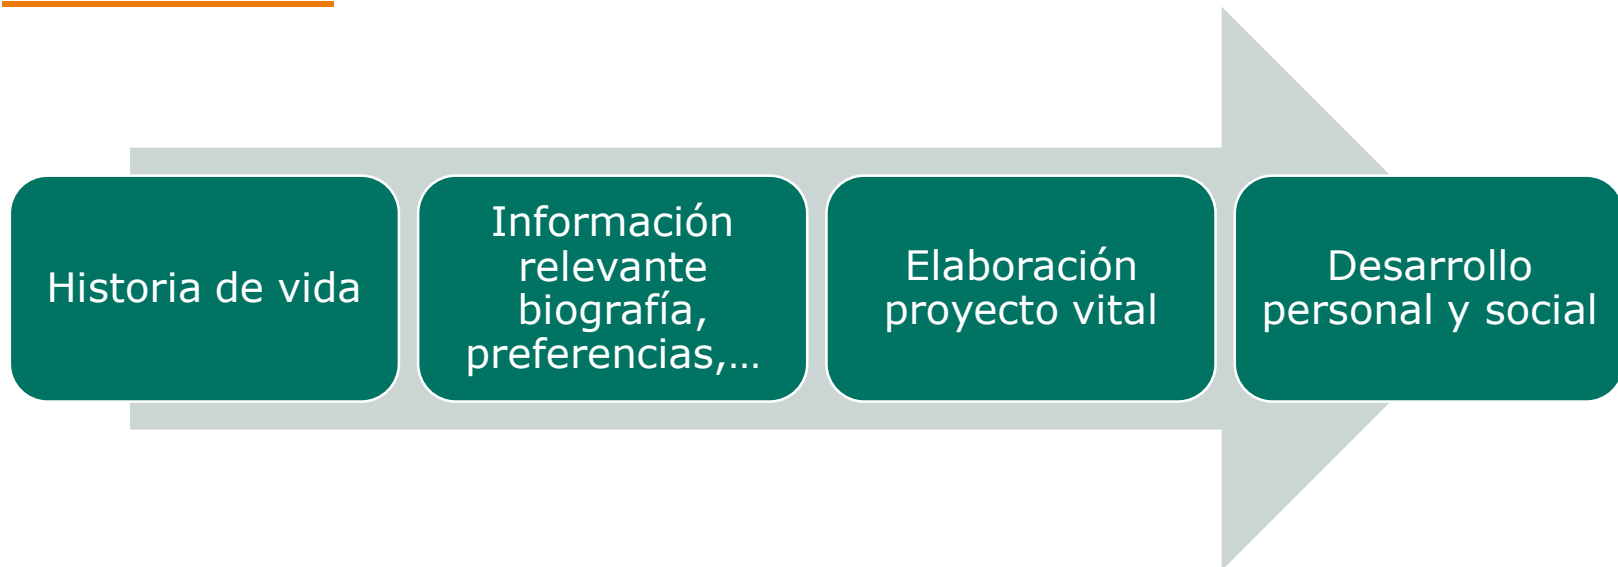 Historia de vida
Información
relevante
biografía,
preferencias,...
Elaboración
proyecto vital
Desarrollo
personal y social